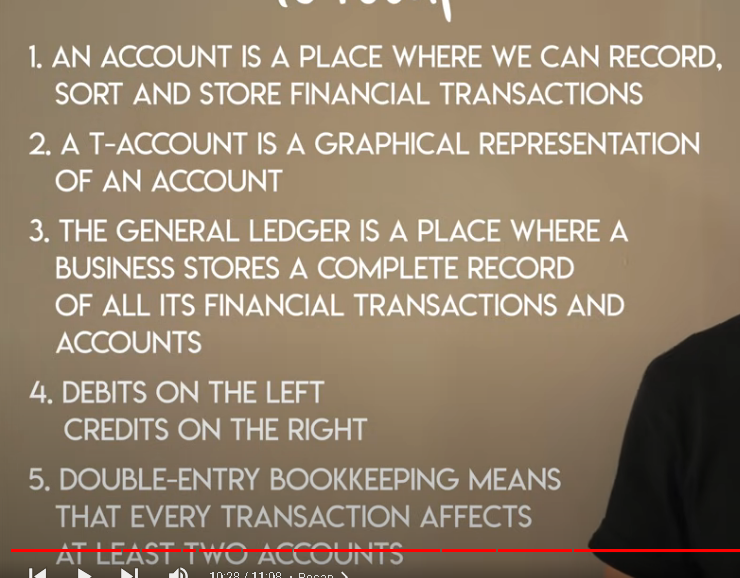 1. AN ACCOUNT IS A PLACE WHERE WE CAN RECORD,
SORT AND STORE FINANCIAL TRANSACTIONS
2. A T-ACCOUNT IS A GRAPHICAL REPRESENTATION
OF AN ACCOUNT
3. THE GENERAL LEDGER IS A PLACE WHERE A
BUSINESS STORES A COMPLETE RECORD
OF ALL ITS FINANCIAL TRANSACTIONS AND
ACCOUNTS
4. DEBITS ON THE LEFT
CREDITS ON THE RIGHT
5. DOUBLE-ENTRY BOOKKEEPING MEANS
THAT EVERY TRANSACTION AFFECTS
AT LEAST TWO ACCOUNTS
10:28 / 11:08 • Recap